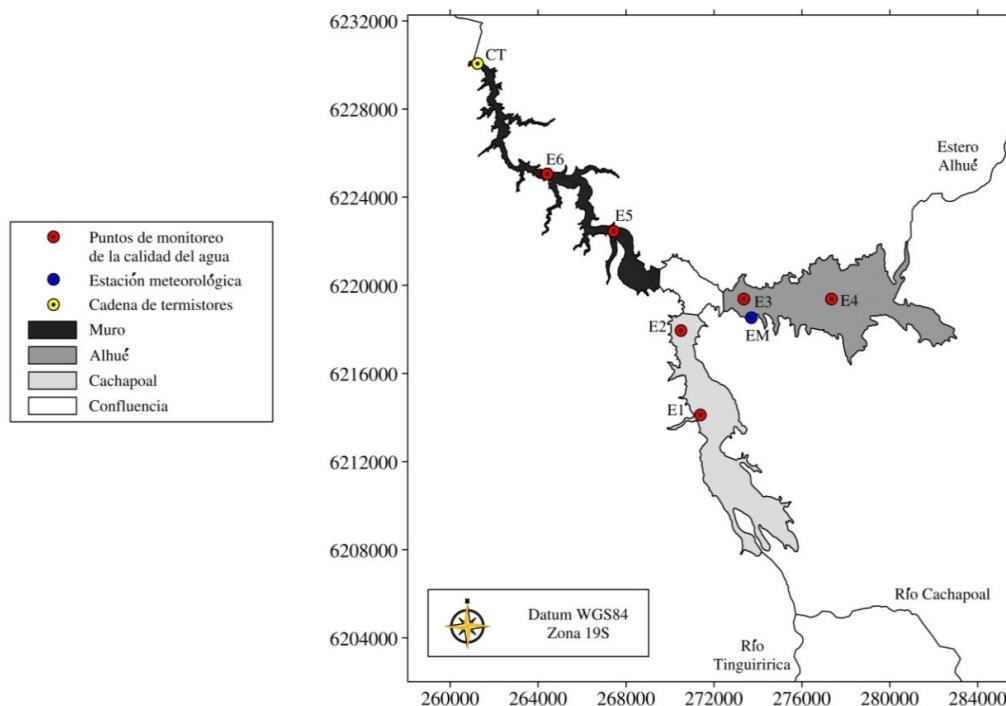 6232000
6228000
6224000
6220000
6216000
6212000
6208000
6204000
CT
E6
E5
Estero
Alhué
E3
E4
EM
E2
E1
Puntos de monitoreo
de la calidad del agua
Estación meteorológica
Cadena de termistores
Muro
Alhué
Cachapoal
Confluencia
Datum WGS84
Zona 19S
Río Cachapoal
Río
Tinguiririca
260000 264000 268000 272000 276000 280000 284000